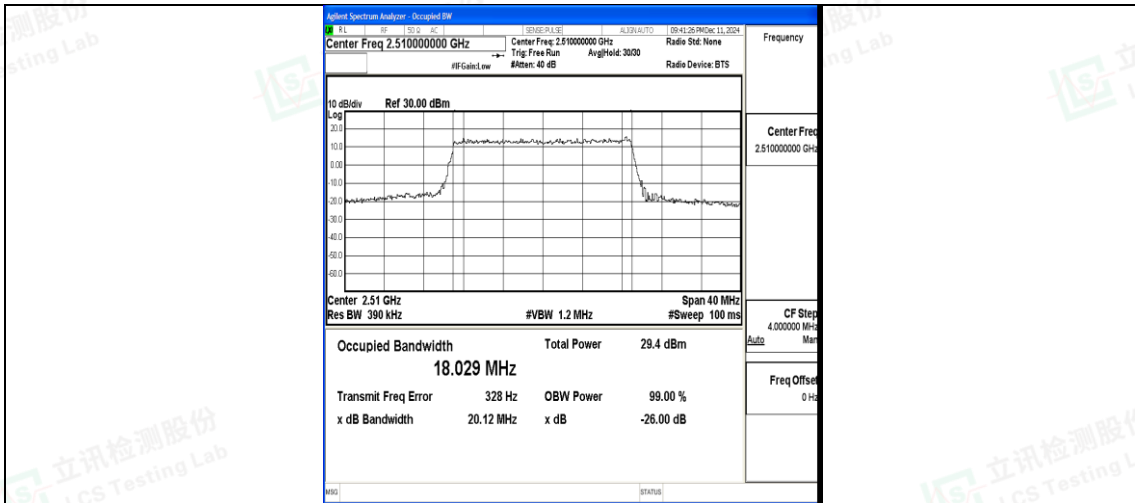 Agilent Spectrum Analyzer - Occupied BW
RL RF 50 Ω AC SENSE:PULSE ALIGN AUTO 09:41:26 PM Dec 11, 2024
Center Freq 2.510000000 GHz
Center Freq: 2.510000000 GHz
Radio Std: None
Trig: Free Run Avg|Hold: 30/30
#IFGain:Low #Atten: 40 dB Radio Device: BTS
10 dB/div Ref 30.00 dBm
Log
20.0
10.0
0.00
-10.0
-20.0
-30.0
-40.0
-50.0
-60.0
Center 2.51 GHz Span 40 MHz
Res BW 390 kHz #VBW 1.2 MHz #Sweep 100 ms
Occupied Bandwidth Total Power 29.4 dBm
18.029 MHz
Transmit Freq Error 328 Hz OBW Power 99.00 %
x dB Bandwidth 20.12 MHz x dB -26.00 dB
MSG STATUS
Frequency
Center Freq
2.510000000 GHz
CF Step
4.000000 MHz
Auto Man
Freq Offset
0 Hz
立讯检测股份
LCS Testing Lab